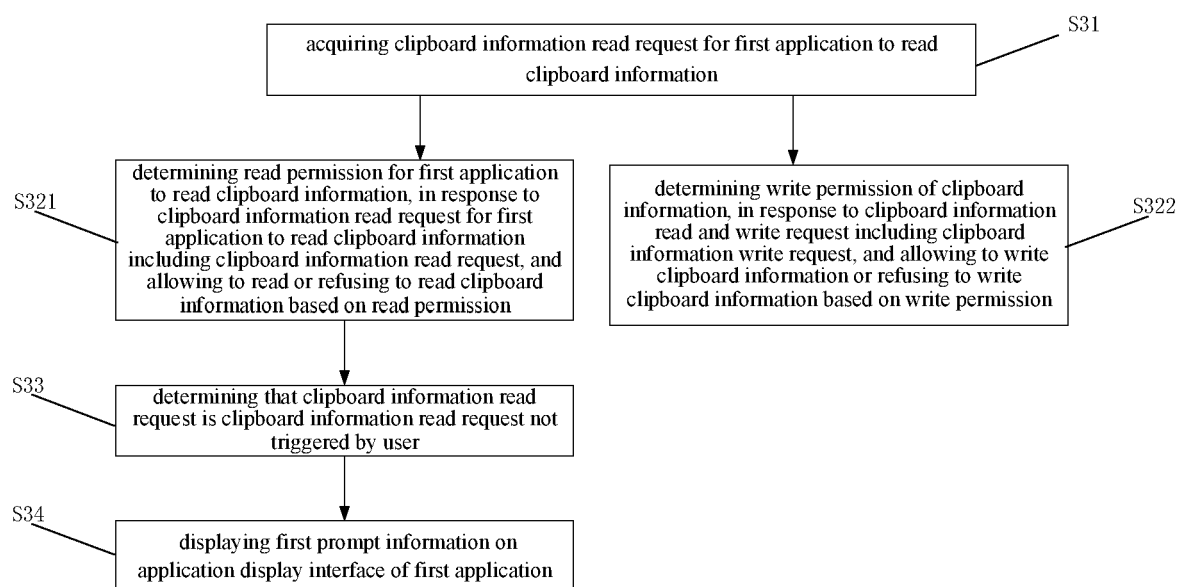 S31
acquiring clipboard information read request for first application to read
clipboard information
S321
determining read permission for first application
to read clipboard information, in response to
clipboard information read request for first
application to read clipboard information
including clipboard information read request, and
allowing to read or refusing to read clipboard
information based on read permission
S322
determining write permission of clipboard
information, in response to clipboard information
read and write request including clipboard
information write request, and allowing to write
clipboard information or refusing to write
clipboard information based on write permission
S33
determining that clipboard information read
request is clipboard information read request not
triggered by user
S34
displaying first prompt information on
application display interface of first application